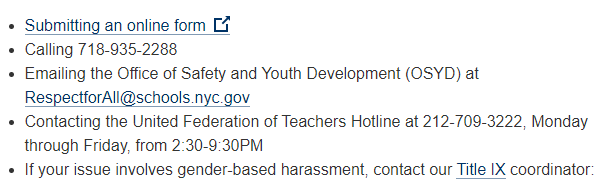 • Submitting an online form
• Calling 718-935-2288
• Emailing the Office of Safety and Youth Development (OSYD) at
RespectforAll@schools.nyc.gov
• Contacting the United Federation of Teachers Hotline at 212-709-3222, Monday
through Friday, from 2:30-9:30PM
• If your issue involves gender-based harassment, contact our Title IX coordinator: